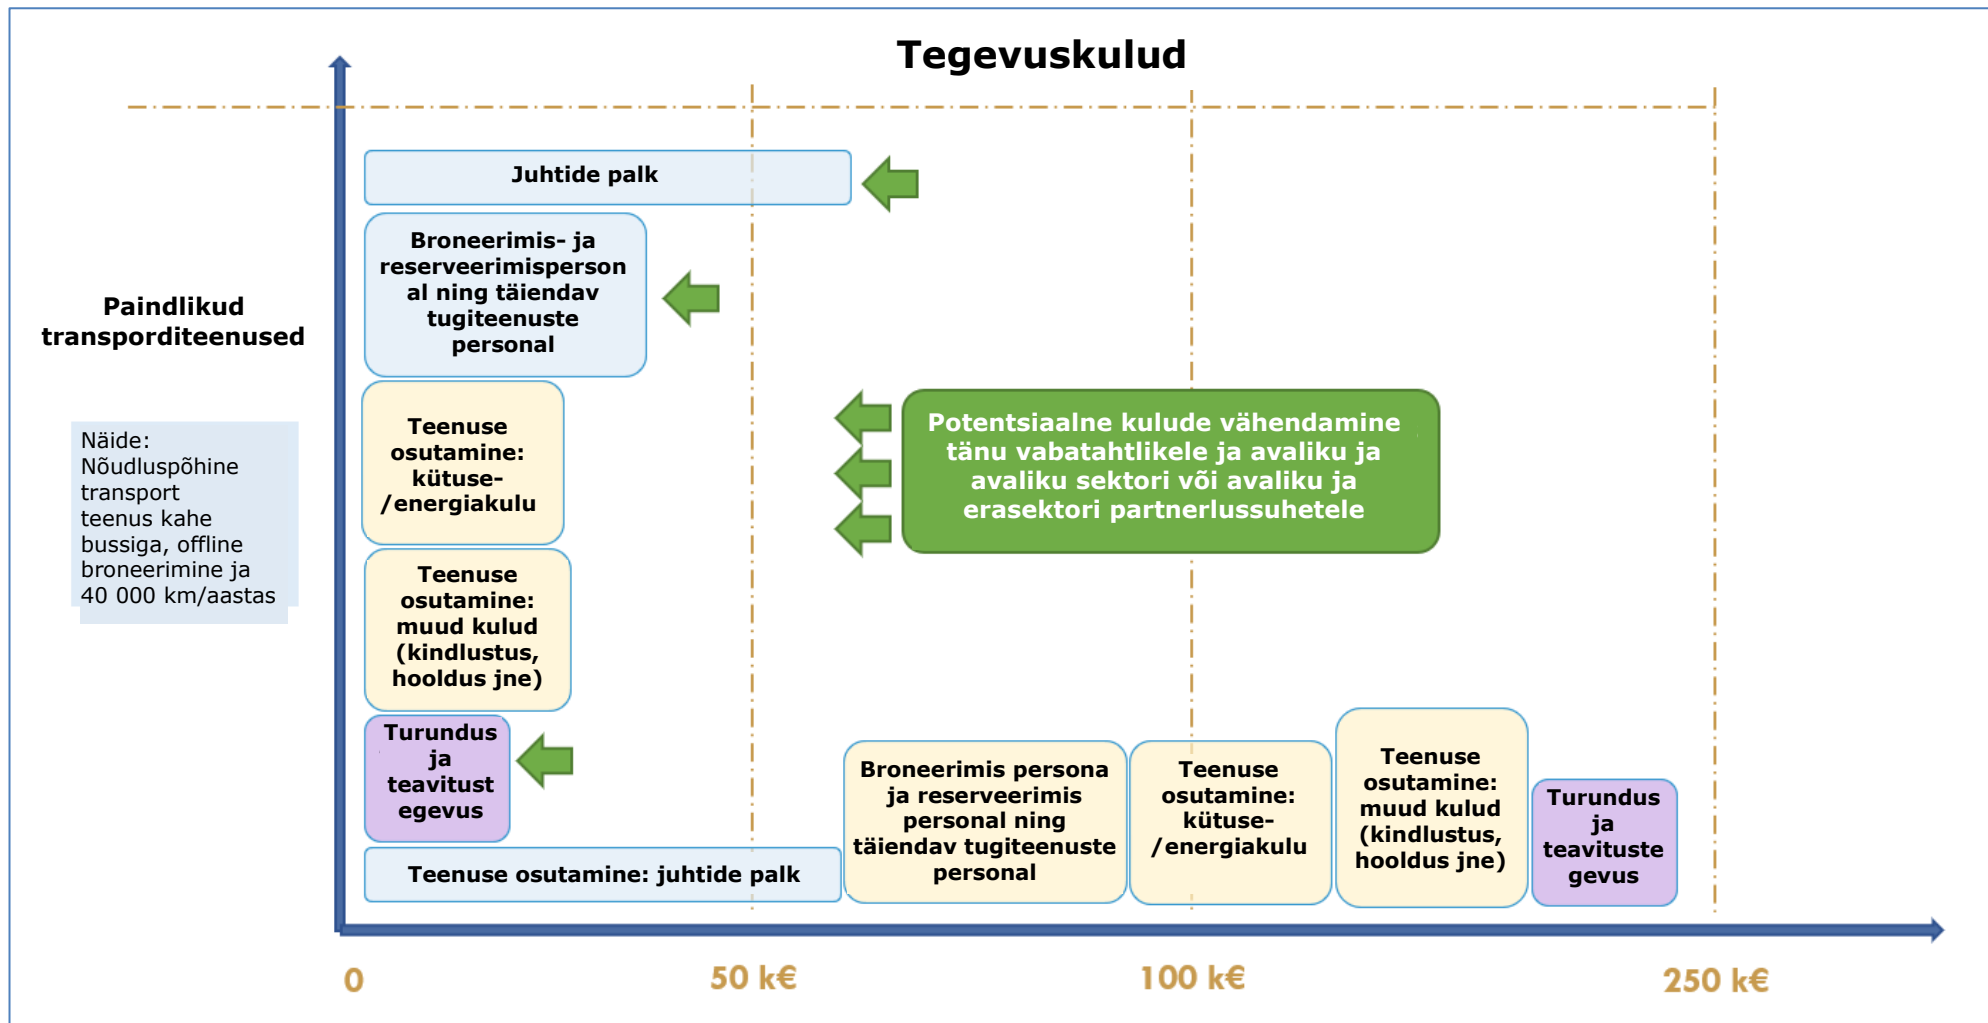 Tegevuskulud
Juhtide palk
Broneerimis- ja
reserveerimisperson
al ning täiendav
tugiteenuste
personal
Paindlikud
transporditeenused
Näide:
Nõudluspõhine
transport
teenus kahe
bussiga, offline
broneerimine ja
40 000 km/aastas
Teenuse
osutamine:
kütuse-
/energiakulu
Potentsiaalne kulude vähendamine
tänu vabatahtlikele ja avaliku ja
avaliku sektori või avaliku ja
erasektori partnerlussuhetele
Teenuse
osutamine:
muud kulud
(kindlustus,
hooldus jne)
Turundus
ja
teavitust
egevus
Teenuse osutamine: juhtide palk
Broneerimis persona
ja reserveerimis
personal ning
täiendav tugiteenuste
personal
Teenuse
osutamine:
kütuse-
/energiakulu
Teenuse
osutamine:
muud kulud
(kindlustus,
hooldus jne)
Turundus
ja
teavituste
gevus
0
50 k€
100 k€
250 k€